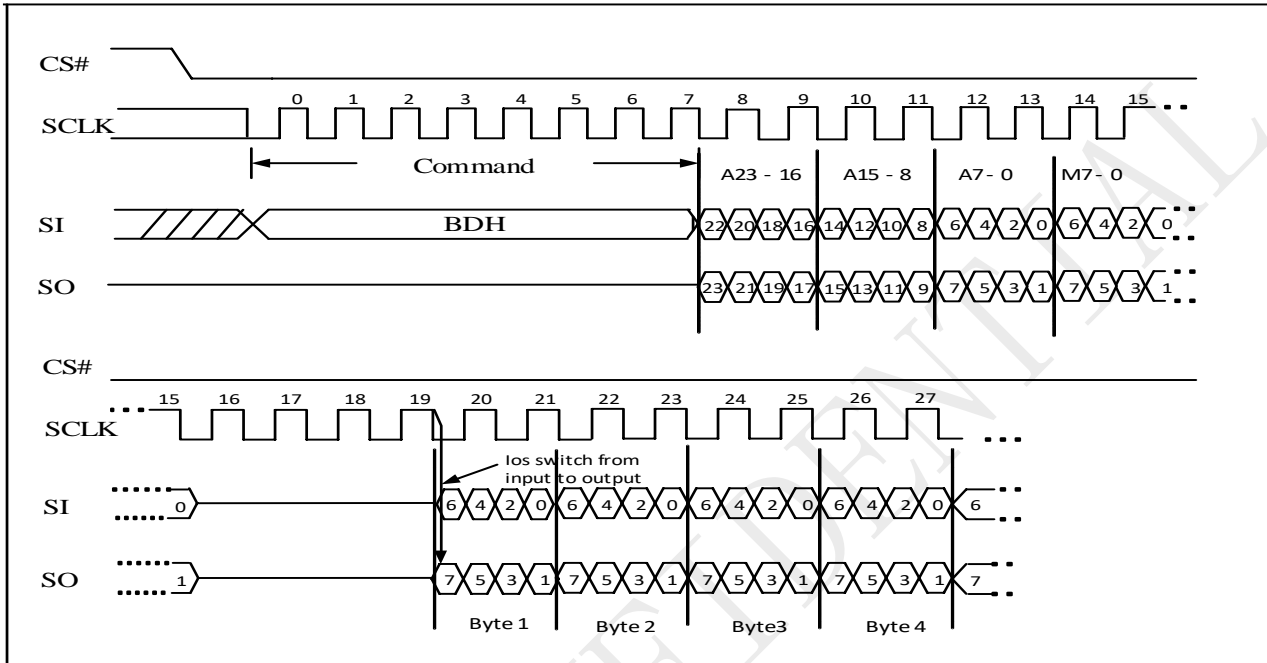 CS#
0 1 2 3 4 5 6 7 8 9 10 11 12 13 14 15
SCLK
Command
A23 - 16 A15 - 8 A7 - 0 M7 - 0
SI
BDH
22 20 18 16 14 12 10 8 6 4 2 0 6 4 2 0
SO
23 21 19 17 15 13 11 9 7 5 3 1 7 5 3 1
CS#
15 16 17 18 19 20 21 22 23 24 25 26 27
SCLK
Ios switch from
input to output
SI
0 6 4 2 0 6 4 2 0 6 4 2 0 6 4 2 0 6
SO
1 7 5 3 1 7 5 3 1 7 5 3 1 7 5 3 1 7
Byte 1 Byte 2 Byte3 Byte 4